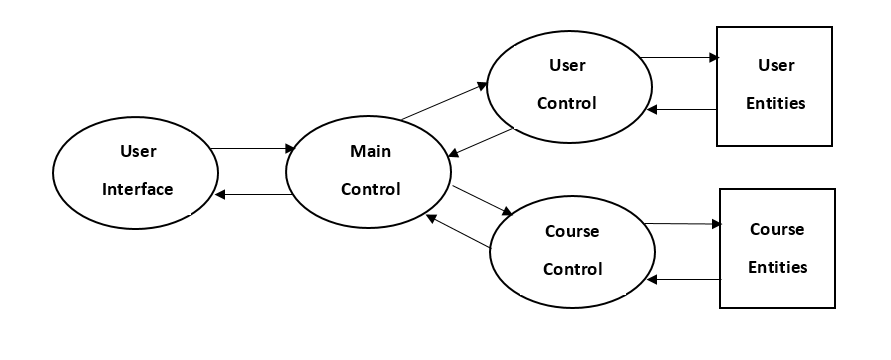 User
Interface
Main
Control
User
Control
User
Entities
Course
Control
Course
Entities